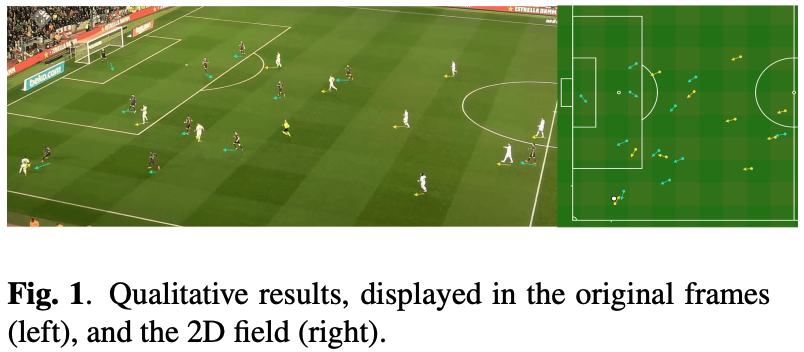 ESTRELLA DAMM
beko.com
Fig. 1. Qualitative results, displayed in the original frames
(left), and the 2D field (right).